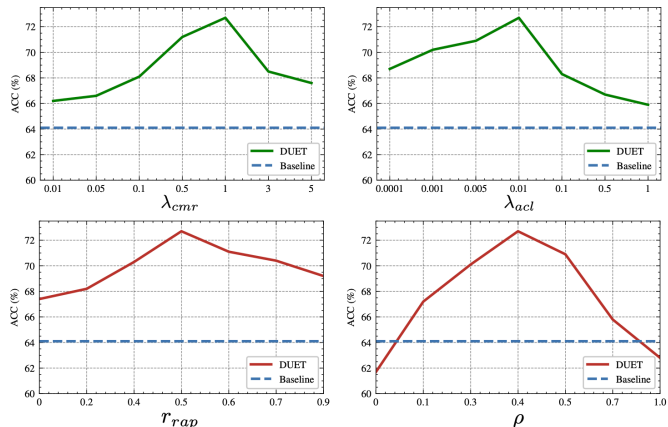 72
70
68
66
64
62
60
ACC (%)
DUET
Baseline
0.01 0.05 0.1 0.5 1 3 5
λcmr
72
70
68
66
64
62
60
ACC (%)
DUET
Baseline
0.0001 0.001 0.005 0.01 0.1 0.5 1
λacl
72
70
68
66
64
62
60
ACC (%)
DUET
Baseline
0 0.2 0.4 0.5 0.6 0.7 0.9
rrap
72
70
68
66
64
62
60
ACC (%)
DUET
Baseline
0 0.1 0.3 0.4 0.5 0.7 1.0
ρ